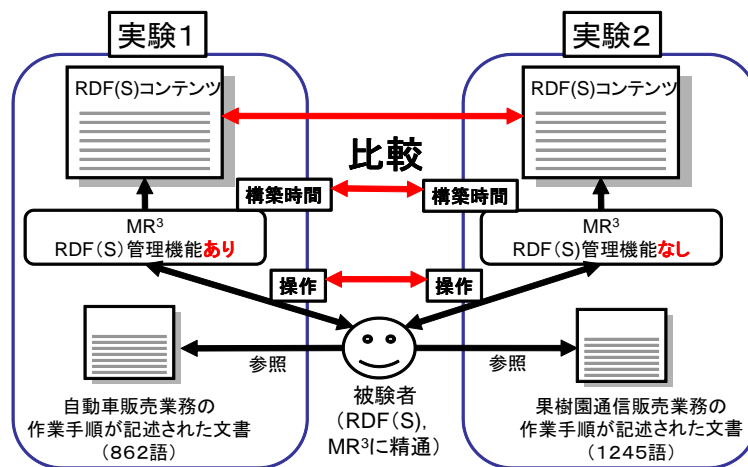 実験1
実験2
RDF(S)コンテンツ
RDF(S)コンテンツ
比較
構築時間
構築時間
MR³
RDF(S)管理機能あり
MR³
RDF(S)管理機能なし
操作
操作
参照
参照
自動車販売業務の
作業手順が記述された文書
(862語)
被験者
(RDF(S),
MR³に精通)
果樹園通信販売業務の
作業手順が記述された文書
(1245語)